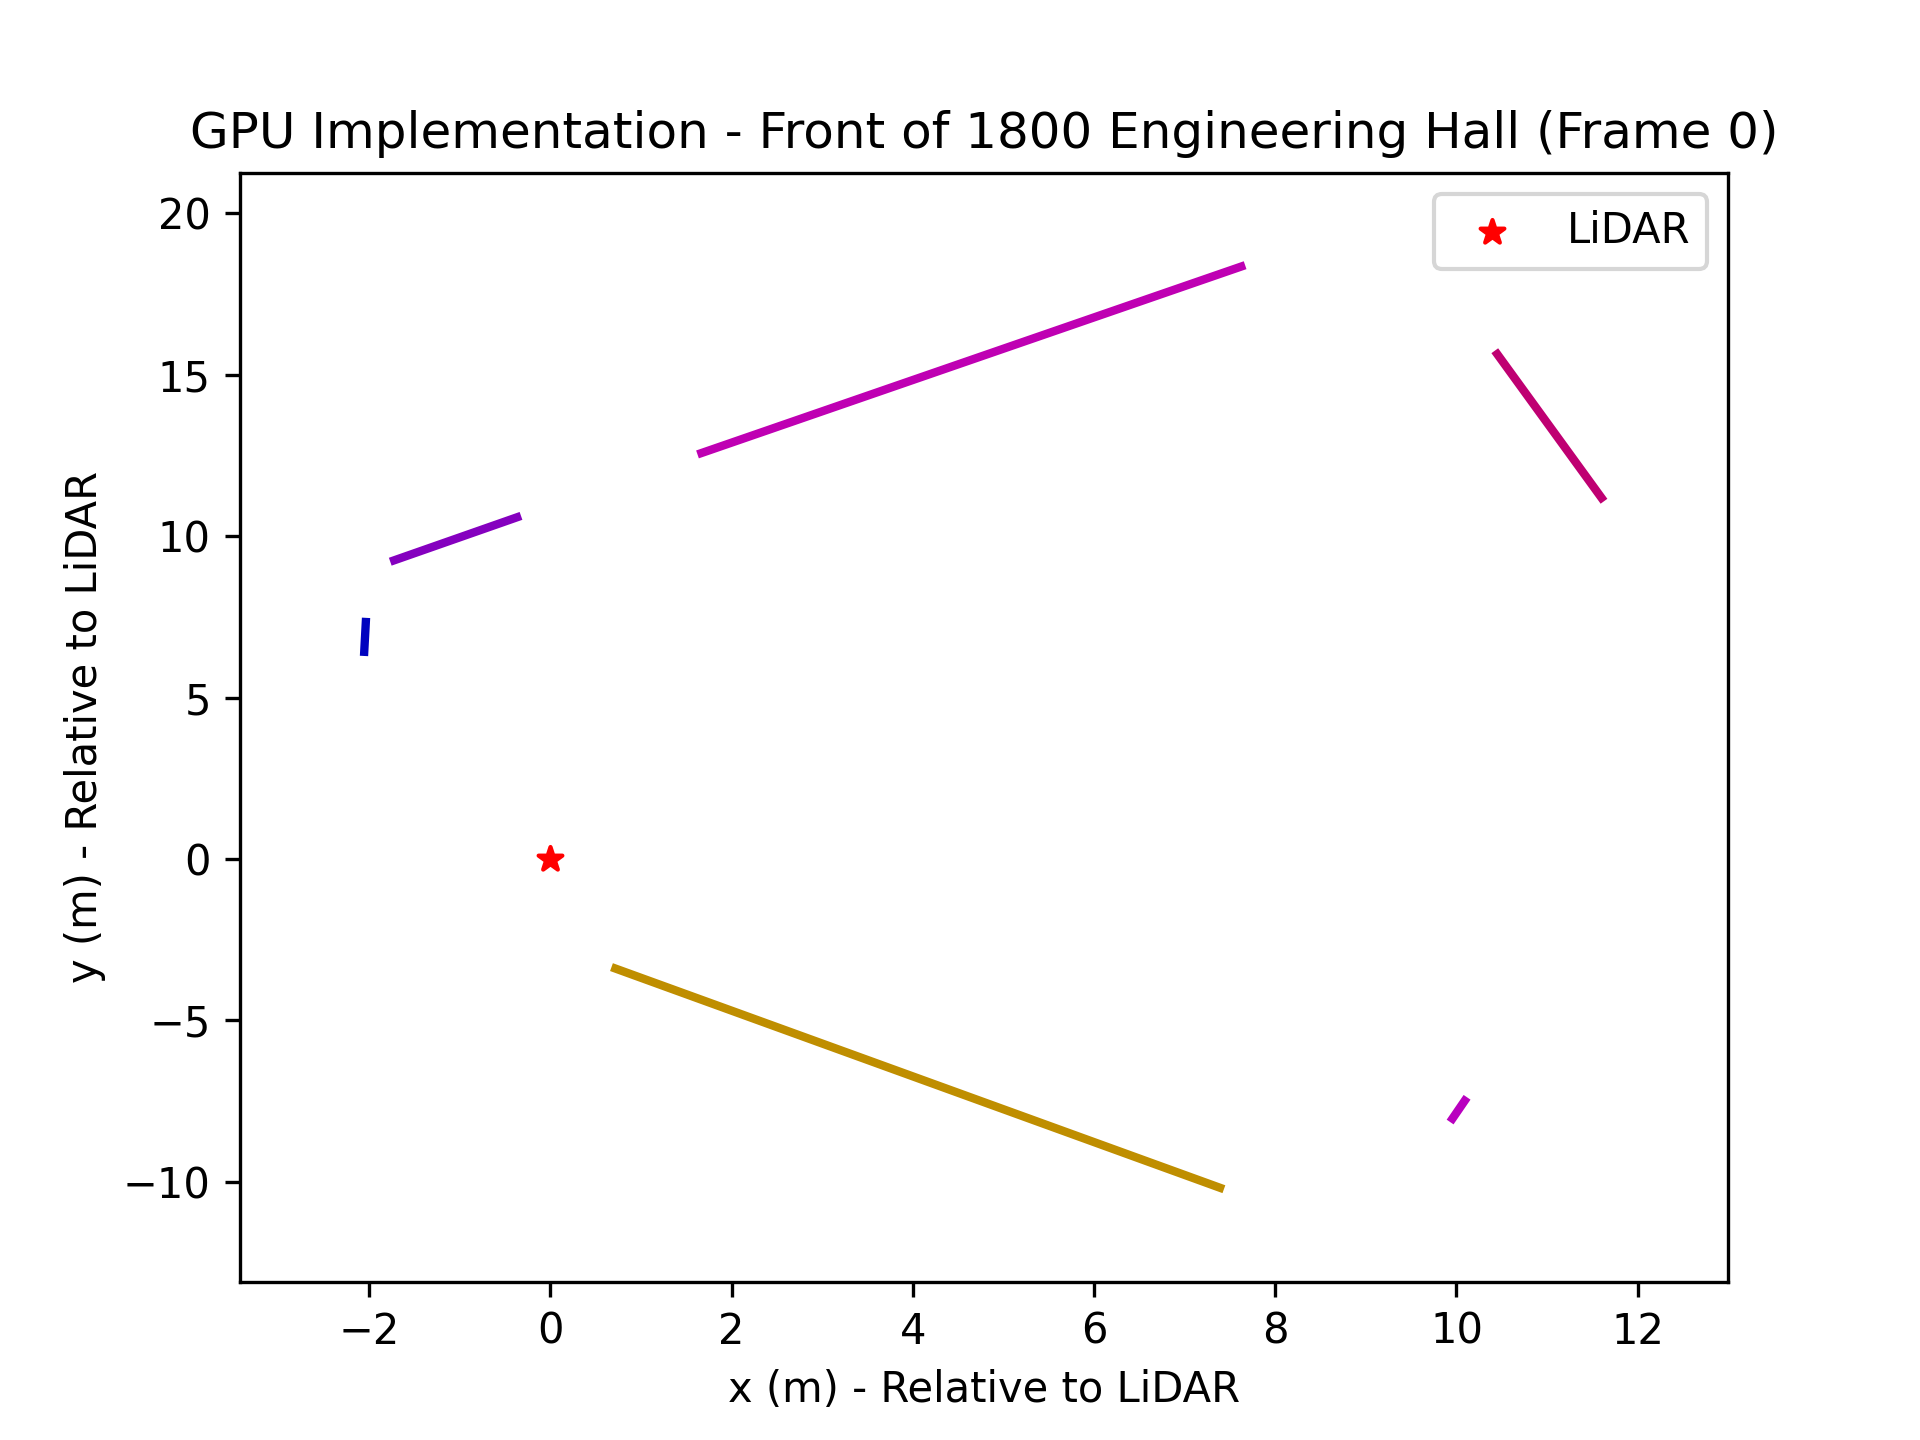 GPU Implementation - Front of 1800 Engineering Hall (Frame 0)
LiDAR
20
15
10
5
0
−5
−10
y (m) - Relative to LiDAR
−2 0 2 4 6 8 10 12
x (m) - Relative to LiDAR